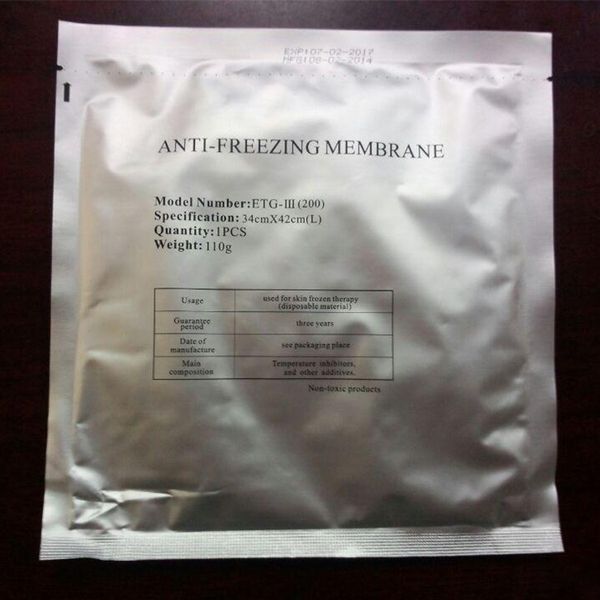 EXP:07-02-2017
MFG:08-02-2014
ANTI-FREEZING MEMBRANE
Model Number:ETG-Ⅲ(200)
Specification: 34cmX42cm(L)
Quantity:1PCS
Weight: 110g
Usage used for skin frozen therapy
(disposable material)
Guarantee
period three years
Date of
manufacture see packaging place
Main
composition Temperature inhibitors,
and other additives.
Non-toxic products